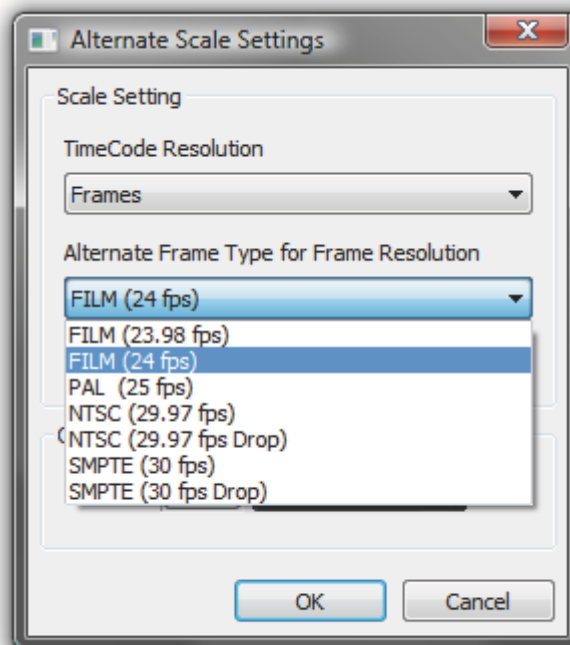 Alternate Scale Settings
Scale Setting
TimeCode Resolution
Frames
Alternate Frame Type for Frame Resolution
FILM (24 fps)
FILM (23.98 fps)
FILM (24 fps)
PAL  (25 fps)
NTSC (29.97 fps)
NTSC (29.97 fps Drop)
SMPTE (30 fps)
SMPTE (30 fps Drop)
OK
Cancel